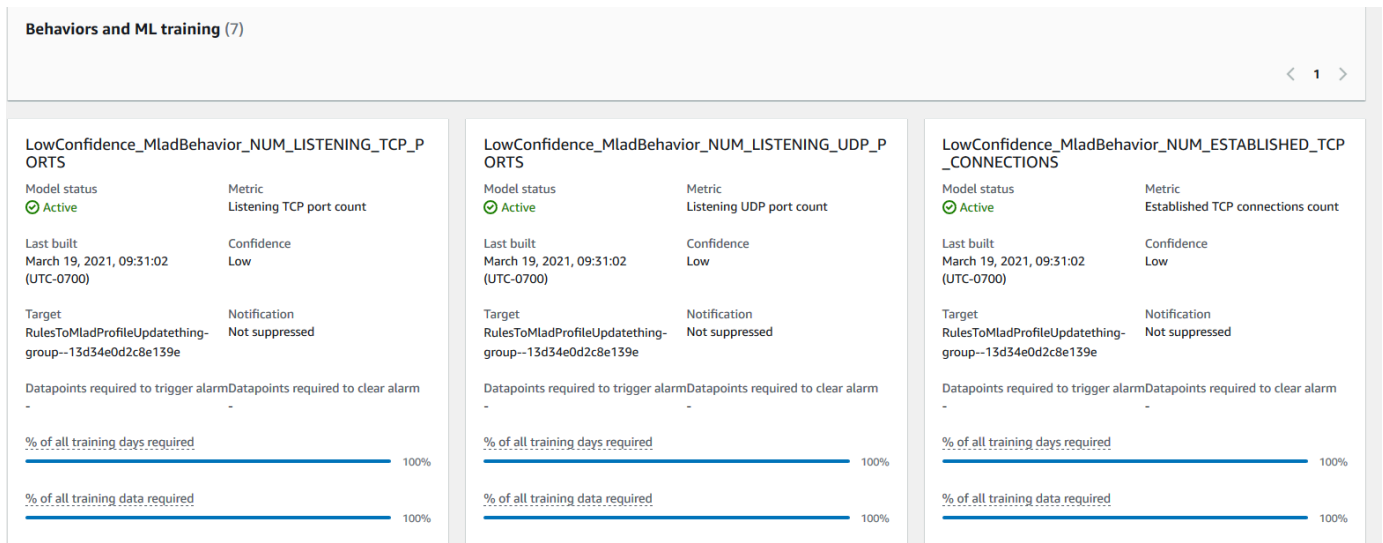 Behaviors and ML training (7)
1
LowConfidence_MladBehavior_NUM_LISTENING_TCP_P
ORTS
Model status
Metric
Active
Listening TCP port count
Last built
Confidence
March 19, 2021, 09:31:02
Low
(UTC-0700)
Target
Notification
RulesToMladProfileUpdatething-
Not suppressed
group--13d34e0d2c8e139e
Datapoints required to trigger alarm
Datapoints required to clear alarm
-
-
% of all training days required
100%
% of all training data required
100%
LowConfidence_MladBehavior_NUM_LISTENING_UDP_P
ORTS
Model status
Metric
Active
Listening UDP port count
Last built
Confidence
March 19, 2021, 09:31:02
Low
(UTC-0700)
Target
Notification
RulesToMladProfileUpdatething-
Not suppressed
group--13d34e0d2c8e139e
Datapoints required to trigger alarm
Datapoints required to clear alarm
-
-
% of all training days required
100%
% of all training data required
100%
LowConfidence_MladBehavior_NUM_ESTABLISHED_TCP
_CONNECTIONS
Model status
Metric
Active
Established TCP connections count
Last built
Confidence
March 19, 2021, 09:31:02
Low
(UTC-0700)
Target
Notification
RulesToMladProfileUpdatething-
Not suppressed
group--13d34e0d2c8e139e
Datapoints required to trigger alarm
Datapoints required to clear alarm
-
-
% of all training days required
100%
% of all training data required
100%